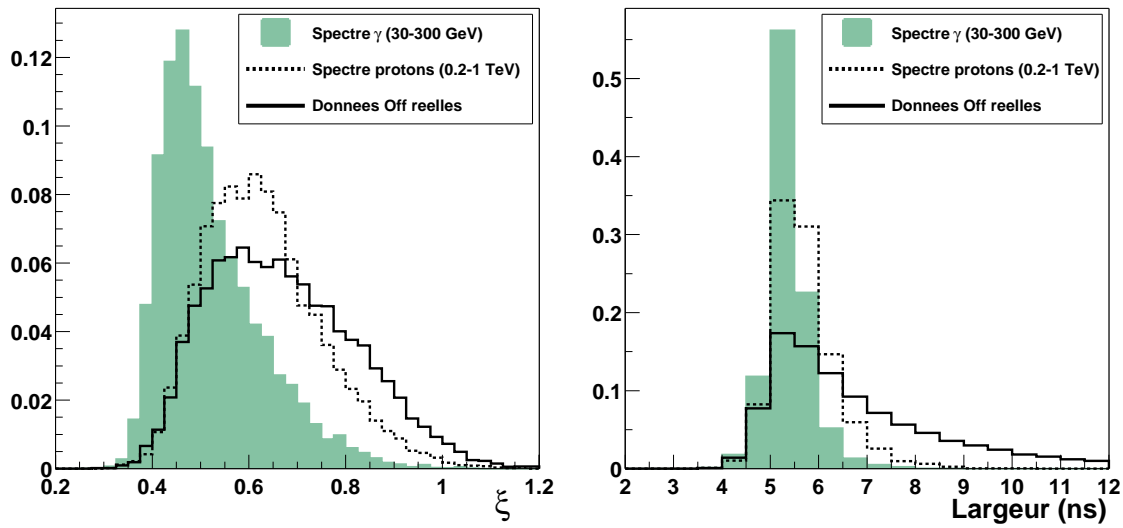 Spectre γ (30-300 GeV)
Spectre protons (0.2-1 TeV)
Donnees Off reelles
0.12
0.1
0.08
0.06
0.04
0.02
0
0.2 0.4 0.6 0.8 1 1.2
ξ
Spectre γ (30-300 GeV)
Spectre protons (0.2-1 TeV)
Donnees Off reelles
0.5
0.4
0.3
0.2
0.1
0
2 3 4 5 6 7 8 9 10 11 12
Largeur (ns)